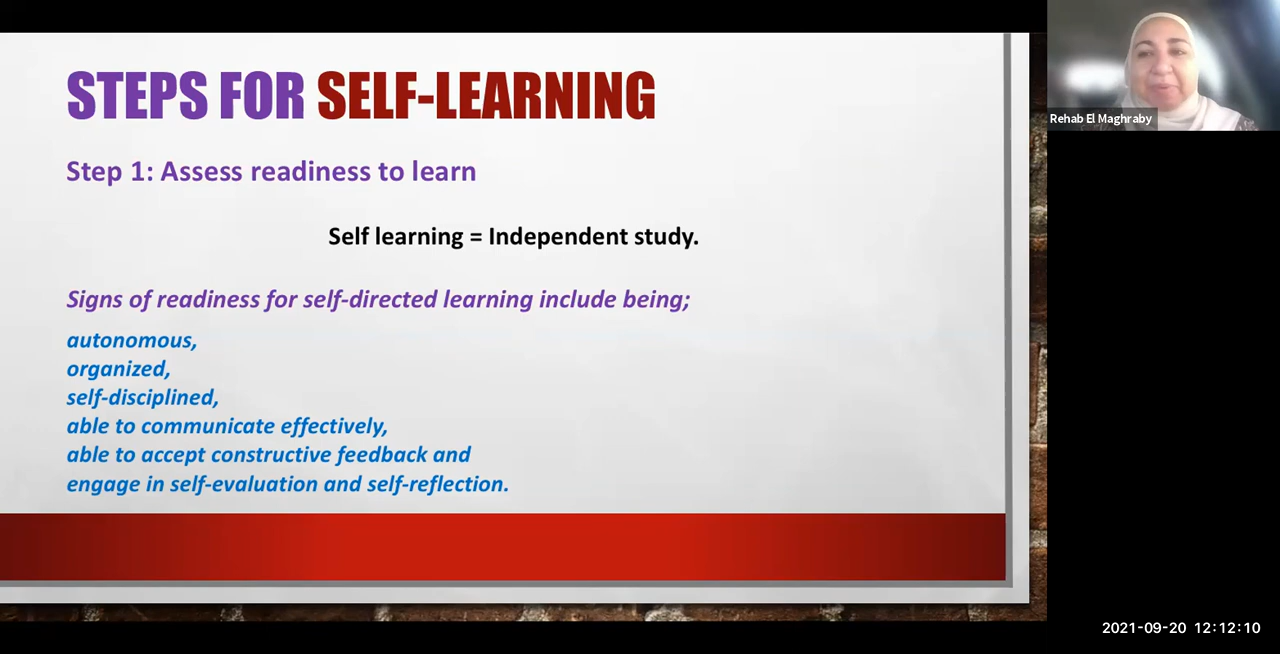 STEPS FOR SELF-LEARNING
Step 1: Assess readiness to learn
Self learning = Independent study.
Signs of readiness for self-directed learning include being;
autonomous,
organized,
self-disciplined,
able to communicate effectively,
able to accept constructive feedback and
engage in self-evaluation and self-reflection.
Rehab El Maghraby
2021-09-20 12:12:10